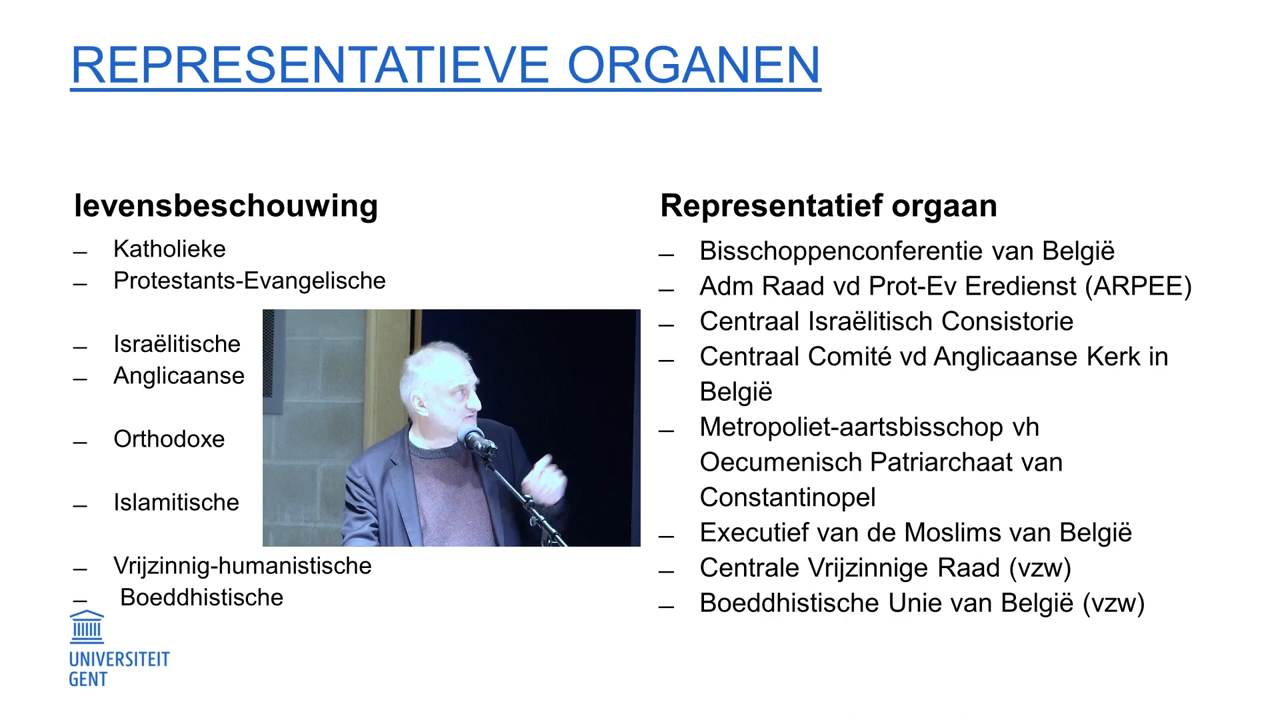 REPRESENTATIEVE ORGANEN
levensbeschouwing
– Katholieke
– Protestants-Evangelische
– Israëlitische
– Anglicaanse
– Orthodoxe
– Islamitische
– Vrijzinnig-humanistische
– Boeddhistische
Representatief orgaan
– Bisschoppenconferentie van België
– Adm Raad vd Prot-Ev Eredienst (ARPEE)
– Centraal Israëlitisch Consistorie
– Centraal Comité vd Anglicaanse Kerk in
België
– Metropoliet-aartsbisschop vh
Oecumenisch Patriarchaat van
Constantinopel
– Executief van de Moslims van België
– Centrale Vrijzinnige Raad (vzw)
– Boeddhistische Unie van België (vzw)
UNIVERSITEIT
GENT